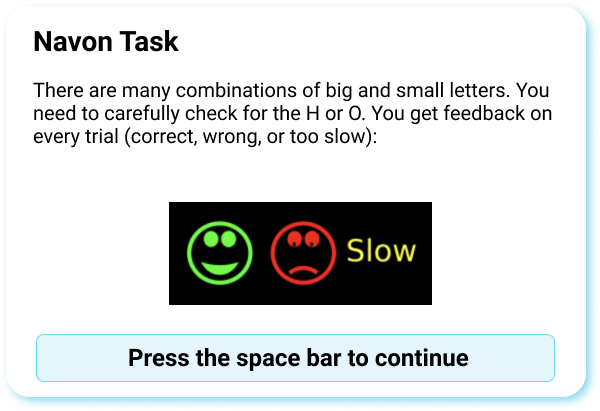 Navon Task
There are many combinations of big and small letters. You
need to carefully check for the H or O. You get feedback on
every trial (correct, wrong, or too slow):
Slow
Press the space bar to continue